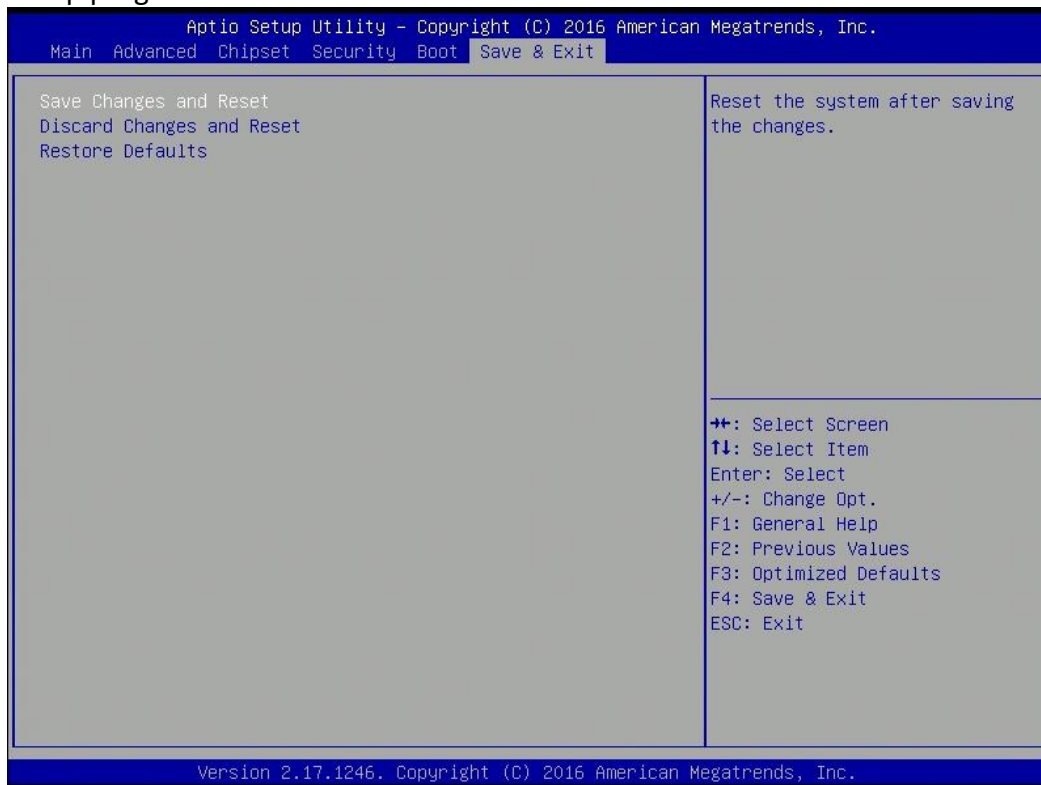 Aptio Setup Utility – Copyright (C) 2016 American Megatrends, Inc.
Main Advanced Chipset Security Boot Save & Exit
Save Changes and Reset
Discard Changes and Reset
Restore Defaults
Reset the system after saving
the changes.
→←: Select Screen
↑↓: Select Item
Enter: Select
+/-: Change Opt.
F1: General Help
F2: Previous Values
F3: Optimized Defaults
F4: Save & Exit
ESC: Exit
Version 2.17.1246. Copyright (C) 2016 American Megatrends, Inc.